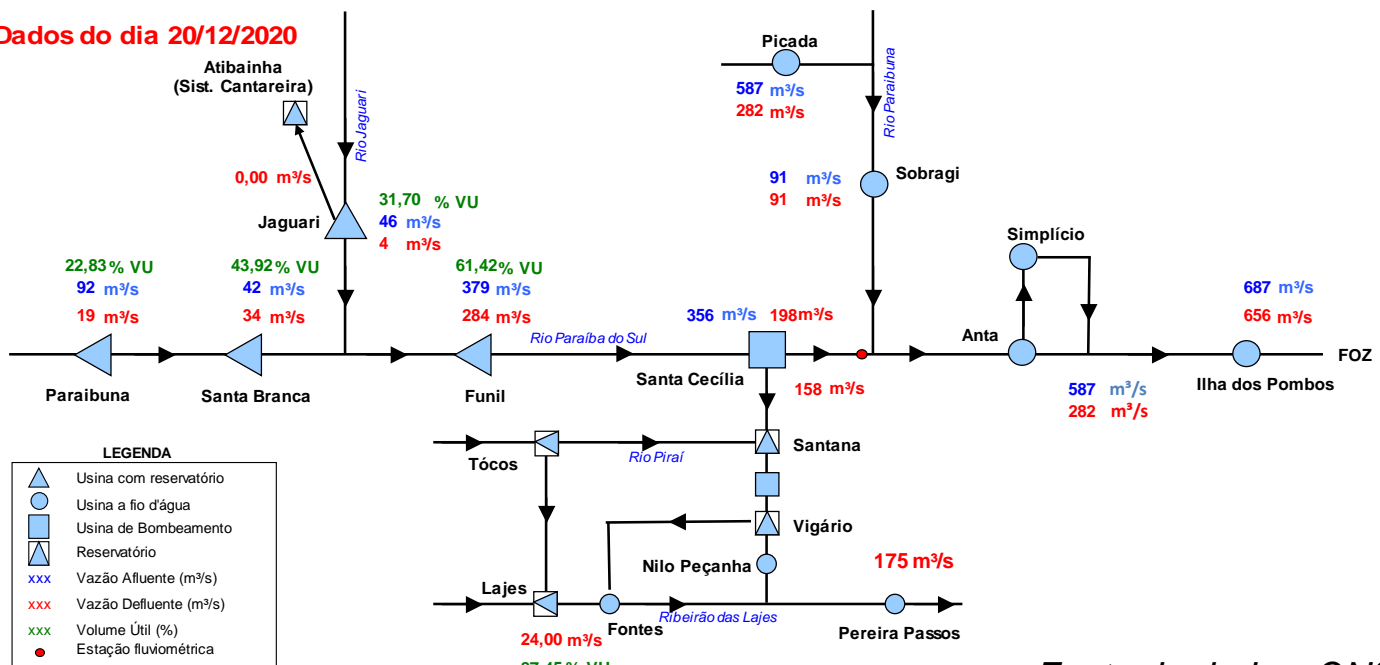 Dados do dia 20/12/2020
Atibainha
(Sist. Cantareira)
Rio Jaguari
0,00 m³/s
Jaguari
31,70 % VU
46 m³/s
4 m³/s
Picada
587 m³/s
282 m³/s
Rio Paraibuna
91 m³/s
91 m³/s
Sobragi
22,83 % VU
92 m³/s
19 m³/s
Paraibuna
43,92 % VU
42 m³/s
34 m³/s
Santa Branca
61,42 % VU
379 m³/s
284 m³/s
Funil
Rio Paraíba do Sul
356 m³/s 198 m³/s
Santa Cecília
158 m³/s
Simplício
Anta
587 m³/s
282 m³/s
687 m³/s
656 m³/s
Ilha dos Pombos
FOZ
Tócos
Rio Piraí
Santana
Vigário
Nilo Peçanha
175 m³/s
Lajes
Fontes
Ribeirão das Lajes
Pereira Passos
24,00 m³/s
LEGENDA
Usina com reservatório
Usina a fio d'água
Usina de Bombeamento
Reservatório
xxx Vazão Afluente (m³/s)
xxx Vazão Defluente (m³/s)
xxx Volume Útil (%)
Estação fluviométrica